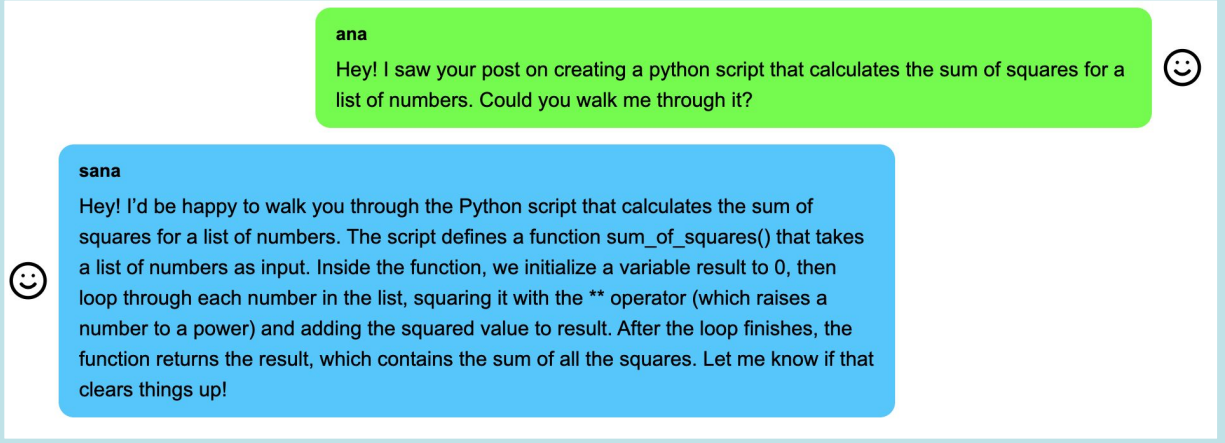 ana
Hey! I saw your post on creating a python script that calculates the sum of squares for a
list of numbers. Could you walk me through it?
sana
Hey! I’d be happy to walk you through the Python script that calculates the sum of
squares for a list of numbers. The script defines a function sum_of_squares() that takes
a list of numbers as input. Inside the function, we initialize a variable result to 0, then
loop through each number in the list, squaring it with the ** operator (which raises a
number to a power) and adding the squared value to result. After the loop finishes, the
function returns the result, which contains the sum of all the squares. Let me know if that
clears things up!